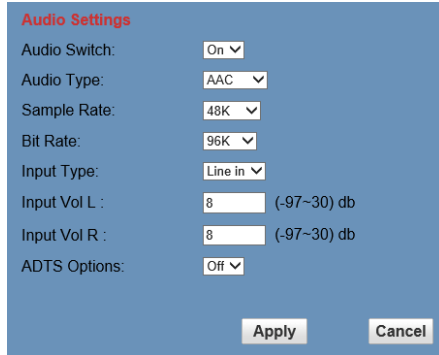 Audio Settings
Audio Switch: On
Audio Type: AAC
Sample Rate: 48K
Bit Rate: 96K
Input Type: Line in
Input Vol L : 8 (-97~30) db
Input Vol R : 8 (-97~30) db
ADTS Options: Off
Apply Cancel